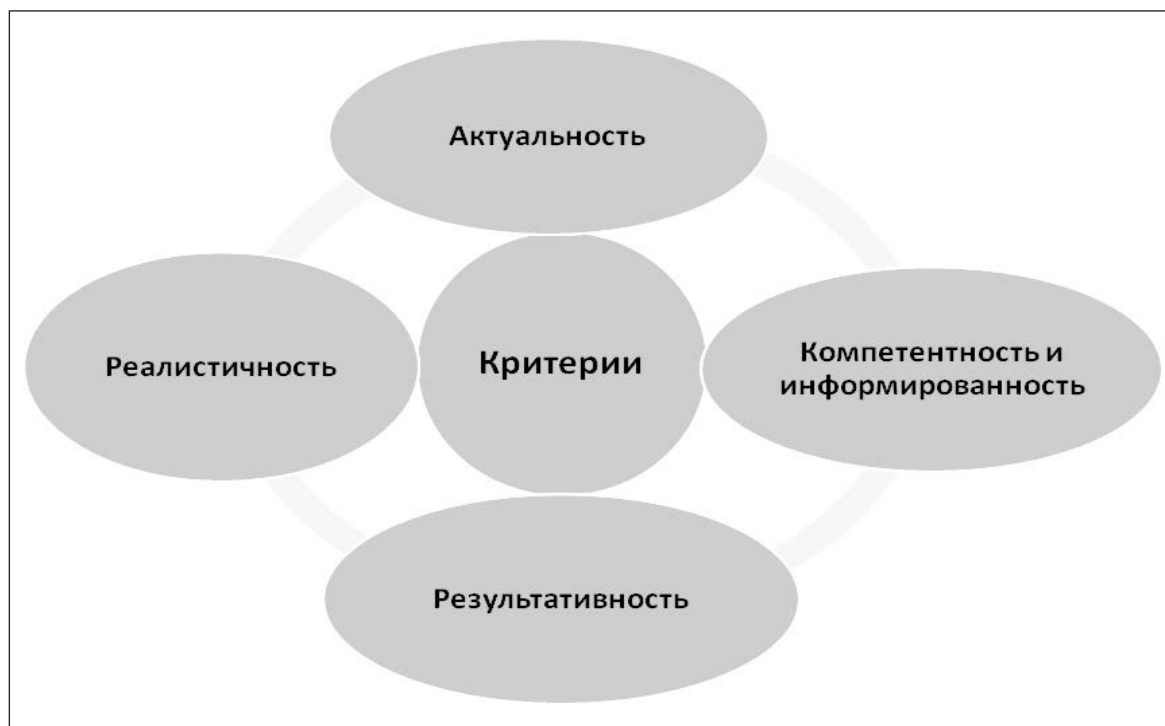 Актуальность
Реалистичность
Критерии
Компетентность и
информированность
Результативность